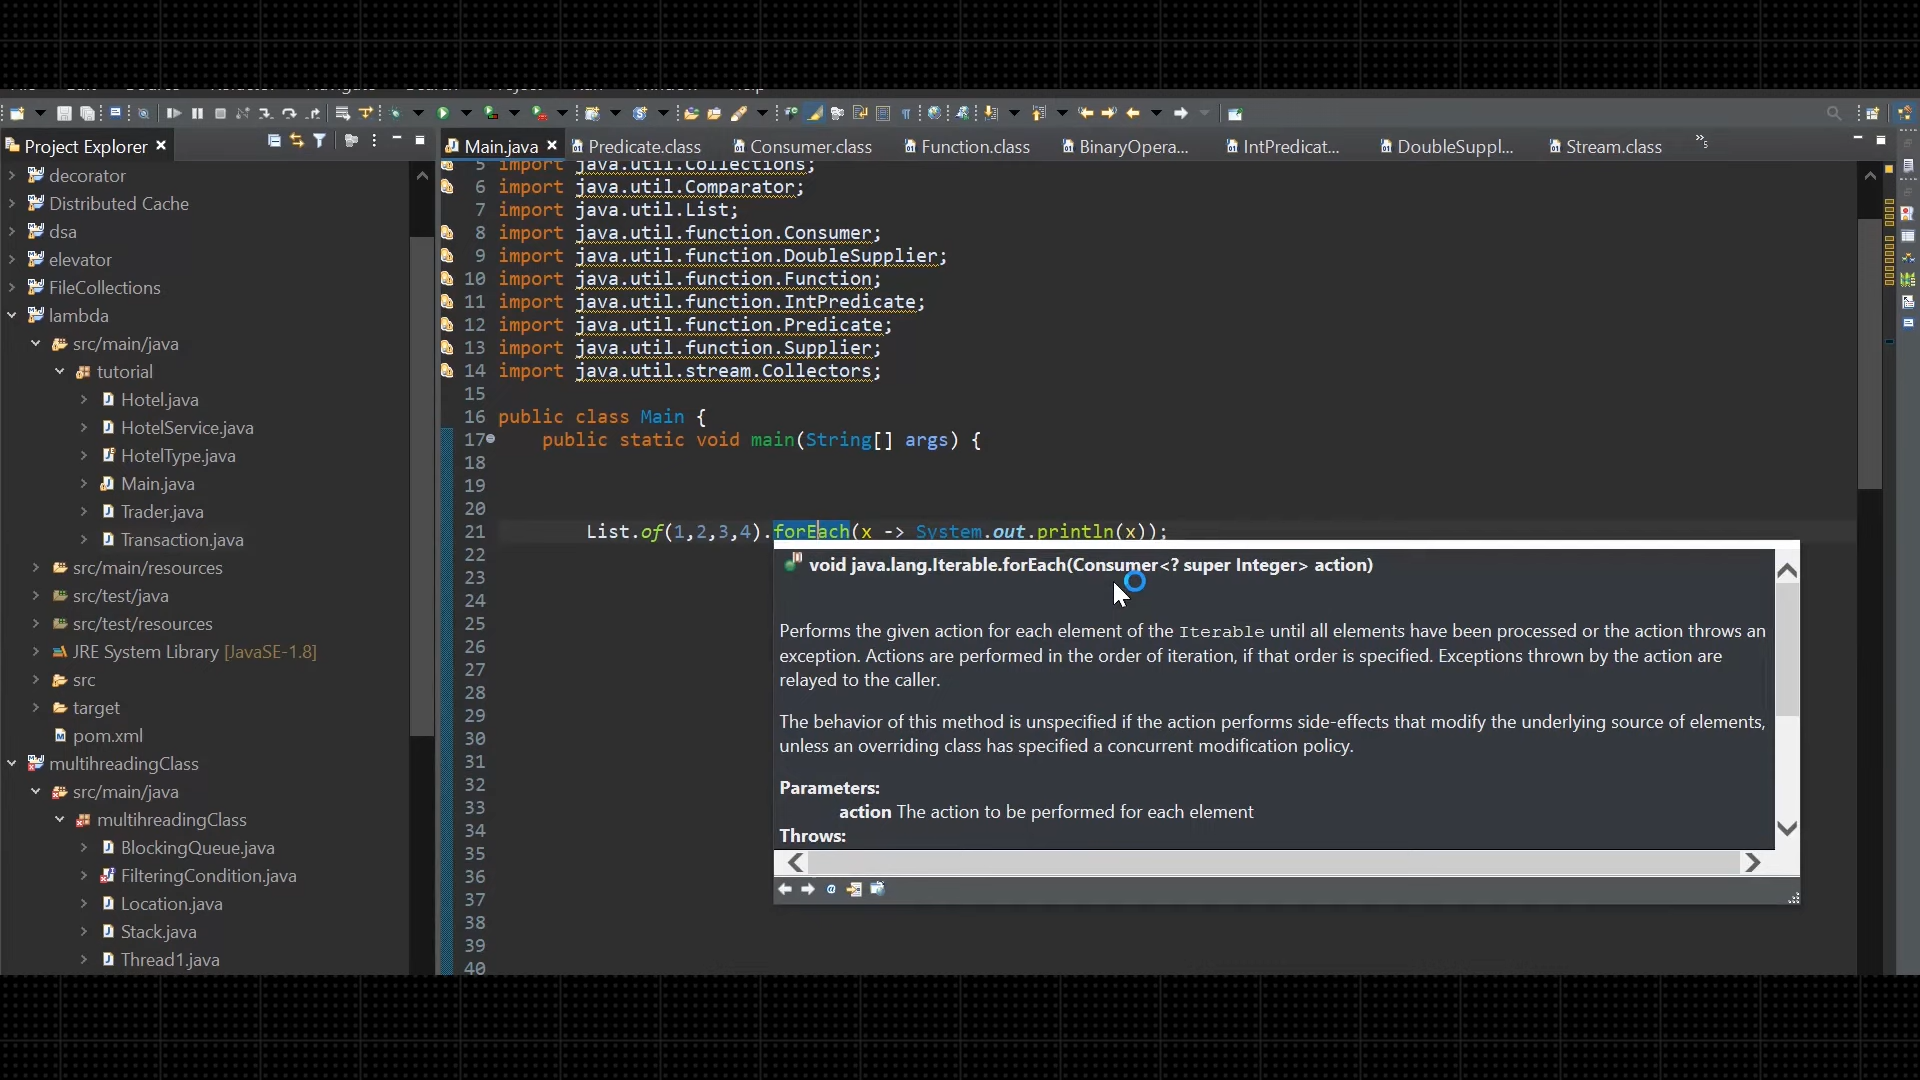 Project Explorer
decorator
Distributed Cache
dsa
elevator
FileCollections
lambda
src/main/java
tutorial
Hotel.java
HotelService.java
HotelType.java
Main.java
Trader.java
Transaction.java
src/main/resources
src/test/java
src/test/resources
JRE System Library [JavaSE-1.8]
src
target
pom.xml
multihreadingClass
src/main/java
multihreadingClass
BlockingQueue.java
FilteringCondition.java
Location.java
Stack.java
Thread1.java
Main.java Predicate.class Consumer.class Function.class BinaryOpera... IntPredicat... DoubleSuppl... Stream.class »5
5 import java.util.Collections;
6 import java.util.Comparator;
7 import java.util.List;
8 import java.util.function.Consumer;
9 import java.util.function.DoubleSupplier;
10 import java.util.function.Function;
11 import java.util.function.IntPredicate;
12 import java.util.function.Predicate;
13 import java.util.function.Supplier;
14 import java.util.stream.Collectors;
15
16 public class Main {
17 public static void main(String[] args) {
18
19
20
21 List.of(1,2,3,4).forEach(x -> System.out.println(x));
22
23
24
25
26
27
28
29
30
31
32
33
34
35
36
37
38
39
40
void java.lang.Iterable.forEach(Consumer<? super Integer> action)
Performs the given action for each element of the Iterable until all elements have been processed or the action throws an
exception. Actions are performed in the order of iteration, if that order is specified. Exceptions thrown by the action are
relayed to the caller.
The behavior of this method is unspecified if the action performs side-effects that modify the underlying source of elements,
unless an overriding class has specified a concurrent modification policy.
Parameters:
action The action to be performed for each element
Throws: